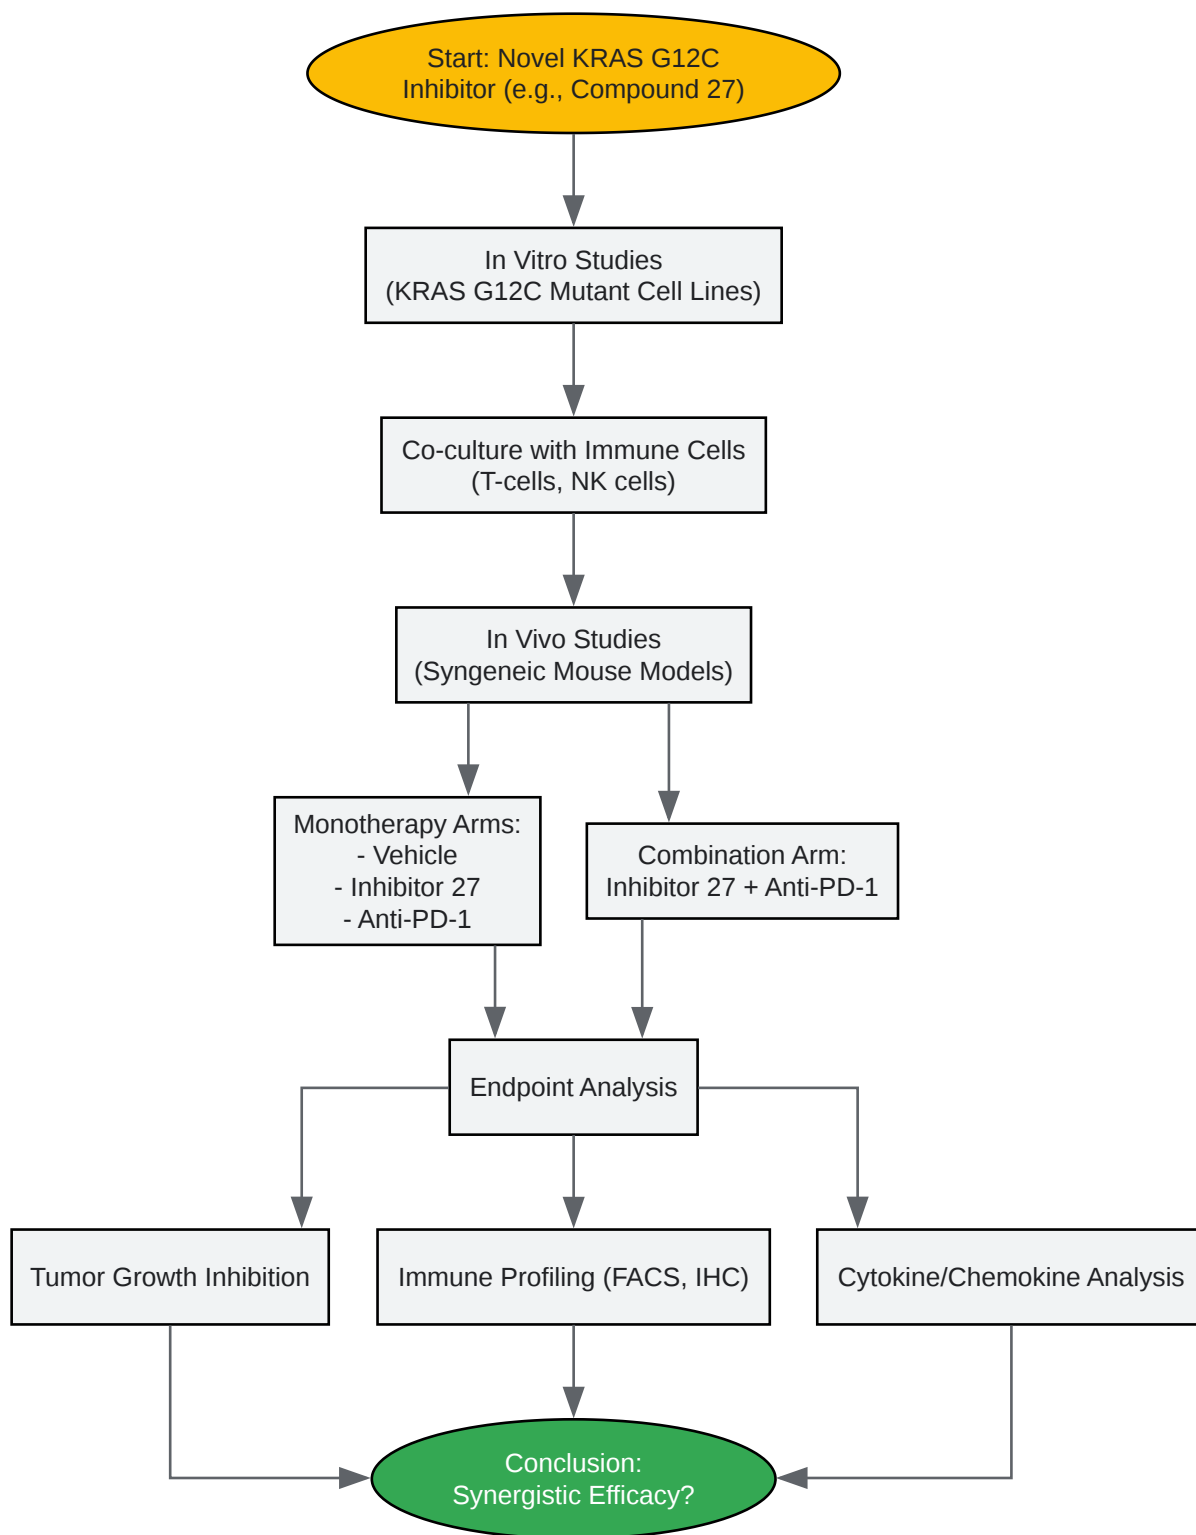 Start: Novel KRAS G12C
Inhibitor (e.g., Compound 27)
In Vitro Studies
(KRAS G12C Mutant Cell Lines)
Co-culture with Immune Cells
(T-cells, NK cells)
In Vivo Studies
(Syngeneic Mouse Models)
Monotherapy Arms:
- Vehicle
- Inhibitor 27
- Anti-PD-1
Combination Arm:
Inhibitor 27 + Anti-PD-1
Endpoint Analysis
Tumor Growth Inhibition
Immune Profiling (FACS, IHC)
Cytokine/Chemokine Analysis
Conclusion:
Synergistic Efficacy?